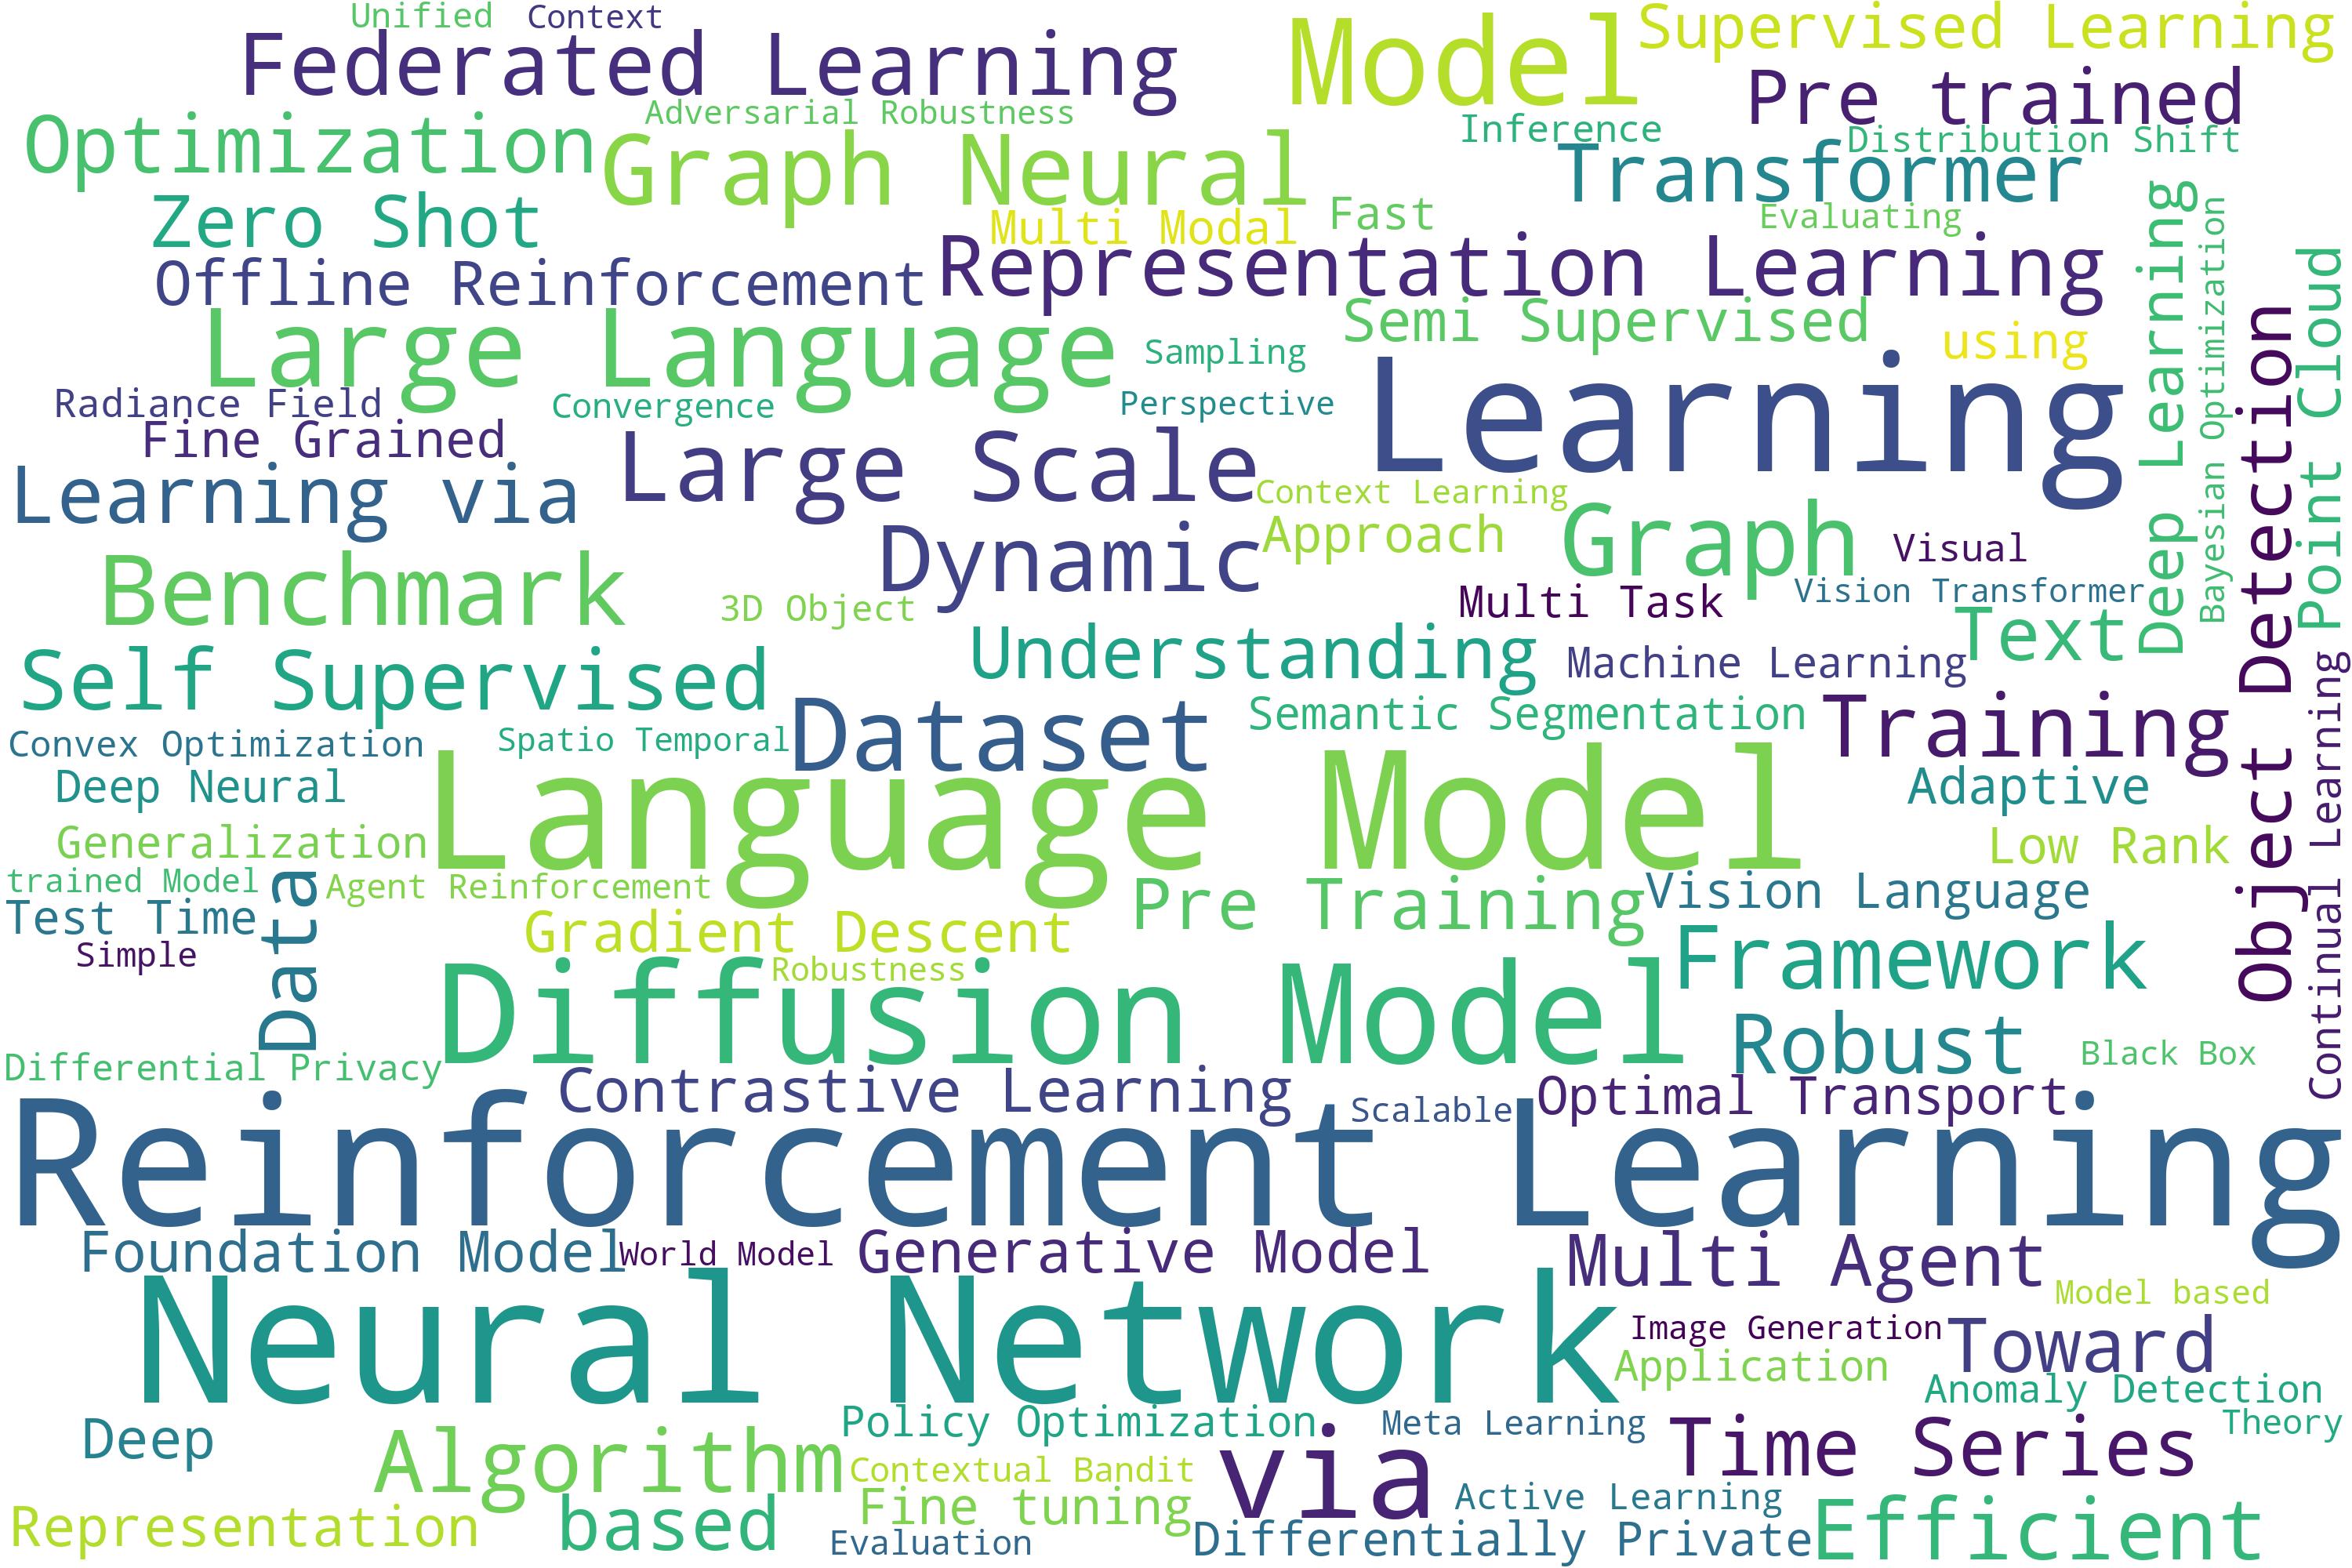 Unified
Context
Federated Learning
Model
Supervised Learning
Pre trained
Adversarial Robustness
Optimization
Graph Neural
Inference
Transformer
Distribution Shift
Zero Shot
Multi Modal
Fast
Evaluating
Offline Reinforcement
Representation Learning
Deep Learning
Bayesian Optimization
Object Detection
Point Cloud
Large Language
Sampling
Semi Supervised
using
Radiance Field
Convergence
Perspective
Learning
Fine Grained
Learning via
Large Scale
Context Learning
Approach
Graph
Visual
Dynamic
Benchmark
3D Object
Multi Task
Vision Transformer
Text
Self Supervised
Understanding
Machine Learning
Continual Learning
Dataset
Semantic Segmentation
Training
Convex Optimization
Spatio Temporal
Deep Neural
Language Model
Adaptive
Generalization
Low Rank
trained Model
Agent Reinforcement
Pre Training
Vision Language
Test Time
Data
Gradient Descent
Framework
Simple
Robustness
Diffusion Model
Robust
Black Box
Differential Privacy
Contrastive Learning
Scalable
Optimal Transport
Reinforcement Learning
Foundation Model
World Model
Generative Model
Multi Agent
Model based
Neural Network
Image Generation
Toward
Application
Anomaly Detection
Deep
Algorithm
Policy Optimization
Meta Learning
Theory
via
Time Series
Contextual Bandit
Representation
based
Fine tuning
Active Learning
Efficient
Evaluation
Differentially Private